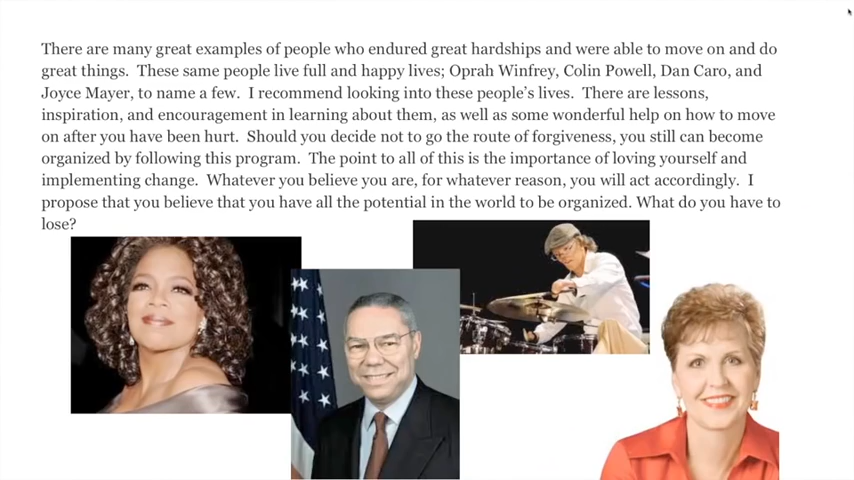 There are many great examples of people who endured great hardships and were able to move on and do
great things.  These same people live full and happy lives; Oprah Winfrey, Colin Powell, Dan Caro, and
Joyce Mayer, to name a few.  I recommend looking into these people's lives.  There are lessons,
inspiration, and encouragement in learning about them, as well as some wonderful help on how to move
on after you have been hurt.  Should you decide not to go the route of forgiveness, you still can become
organized by following this program.  The point to all of this is the importance of loving yourself and
implementing change.  Whatever you believe you are, for whatever reason, you will act accordingly.  I
propose that you believe that you have all the potential in the world to be organized. What do you have to
lose?